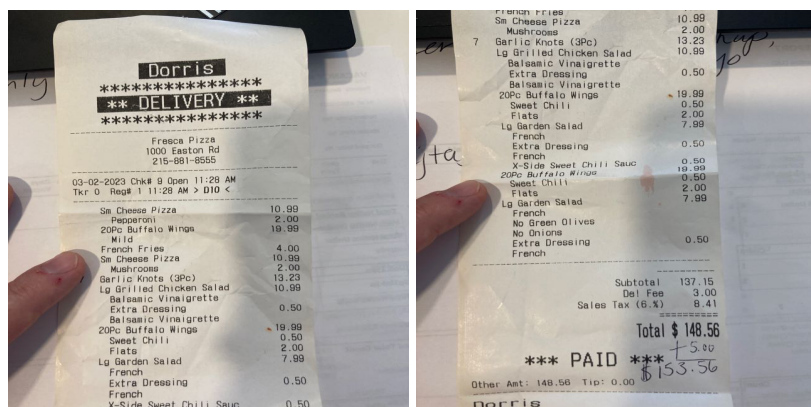 Dorris
***************
** DELIVERY **
***************
Fresca Pizza
1000 Easton Rd
215-881-8555
03-02-2023 Chk# 9 Open 11:28 AM
Tkr 0 Reg# 1 11:28 AM > D10 <
Sm Cheese Pizza 10.99
Pepperoni 2.00
20Pc Buffalo Wings 19.99
Mild
French Fries 4.00
Sm Cheese Pizza 10.99
Mushrooms 2.00
Garlic Knots (3Pc) 13.23
Lg Grilled Chicken Salad 10.99
Balsamic Vinaigrette
Extra Dressing 0.50
Balsamic Vinaigrette
20Pc Buffalo Wings 19.99
Sweet Chili 0.50
Flats 2.00
Lg Garden Salad 7.99
French
Extra Dressing 0.50
French
X-Side Sweet Chili Sauc 0.50
French Fries
Sm Cheese Pizza 10.99
Mushrooms 2.00
7 Garlic Knots (3Pc) 13.23
Lg Grilled Chicken Salad 10.99
Balsamic Vinaigrette
Extra Dressing 0.50
Balsamic Vinaigrette
20Pc Buffalo Wings 19.99
Sweet Chili 0.50
Flats 2.00
Lg Garden Salad 7.99
French
Extra Dressing 0.50
French
X-Side Sweet Chili Sauc 0.50
20Pc Buffalo Wings 19.99
Sweet Chili 0.50
Flats 2.00
Lg Garden Salad 7.99
French
No Green Olives
No Onions
Extra Dressing 0.50
French
Subtotal 137.15
Del Fee 3.00
Sales Tax (6.%) 8.41
Total $ 148.56
+5.00
*** PAID ***
$153.56
Other Amt: 148.56 Tip: 0.00
Dorris